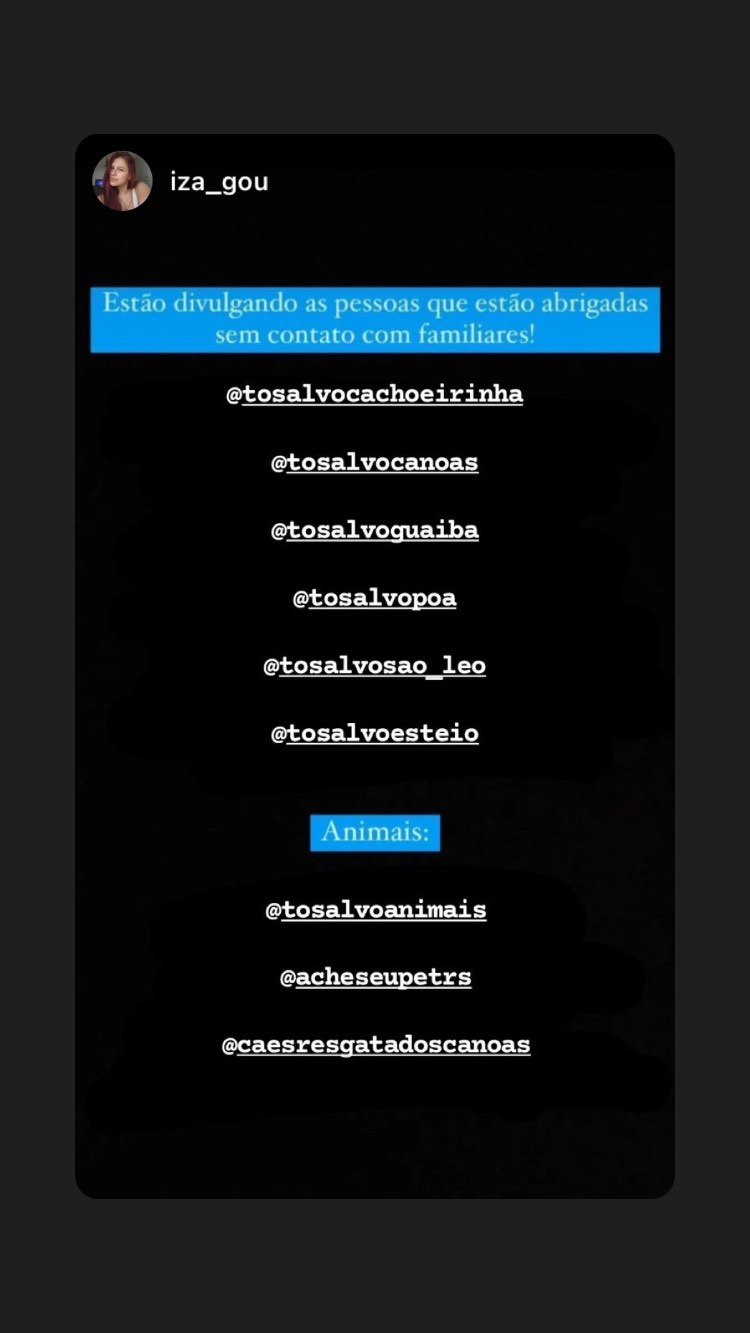 iza_gou
Estão divulgando as pessoas que estão abrigadas
sem contato com familiares!
@tosalvocachoeirinha
@tosalvocanoas
@tosalvoguaiba
@tosalvopoa
@tosalvosao_leo
@tosalvoesteio
Animais:
@tosalvoanimais
@acheseupetrs
@caesresgatadoscanoas